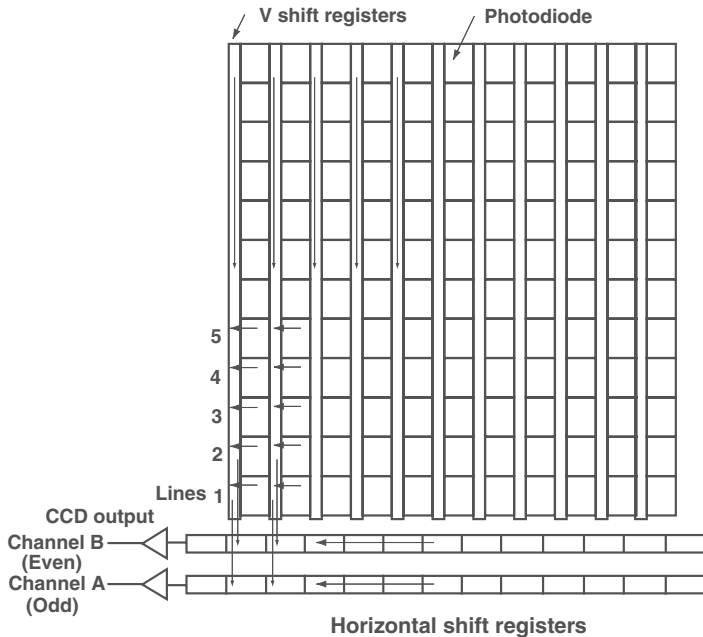 V shift registers
Photodiode
5
4
3
2
Lines 1
CCD output
Channel B
(Even)
Channel A
(Odd)
Horizontal shift registers